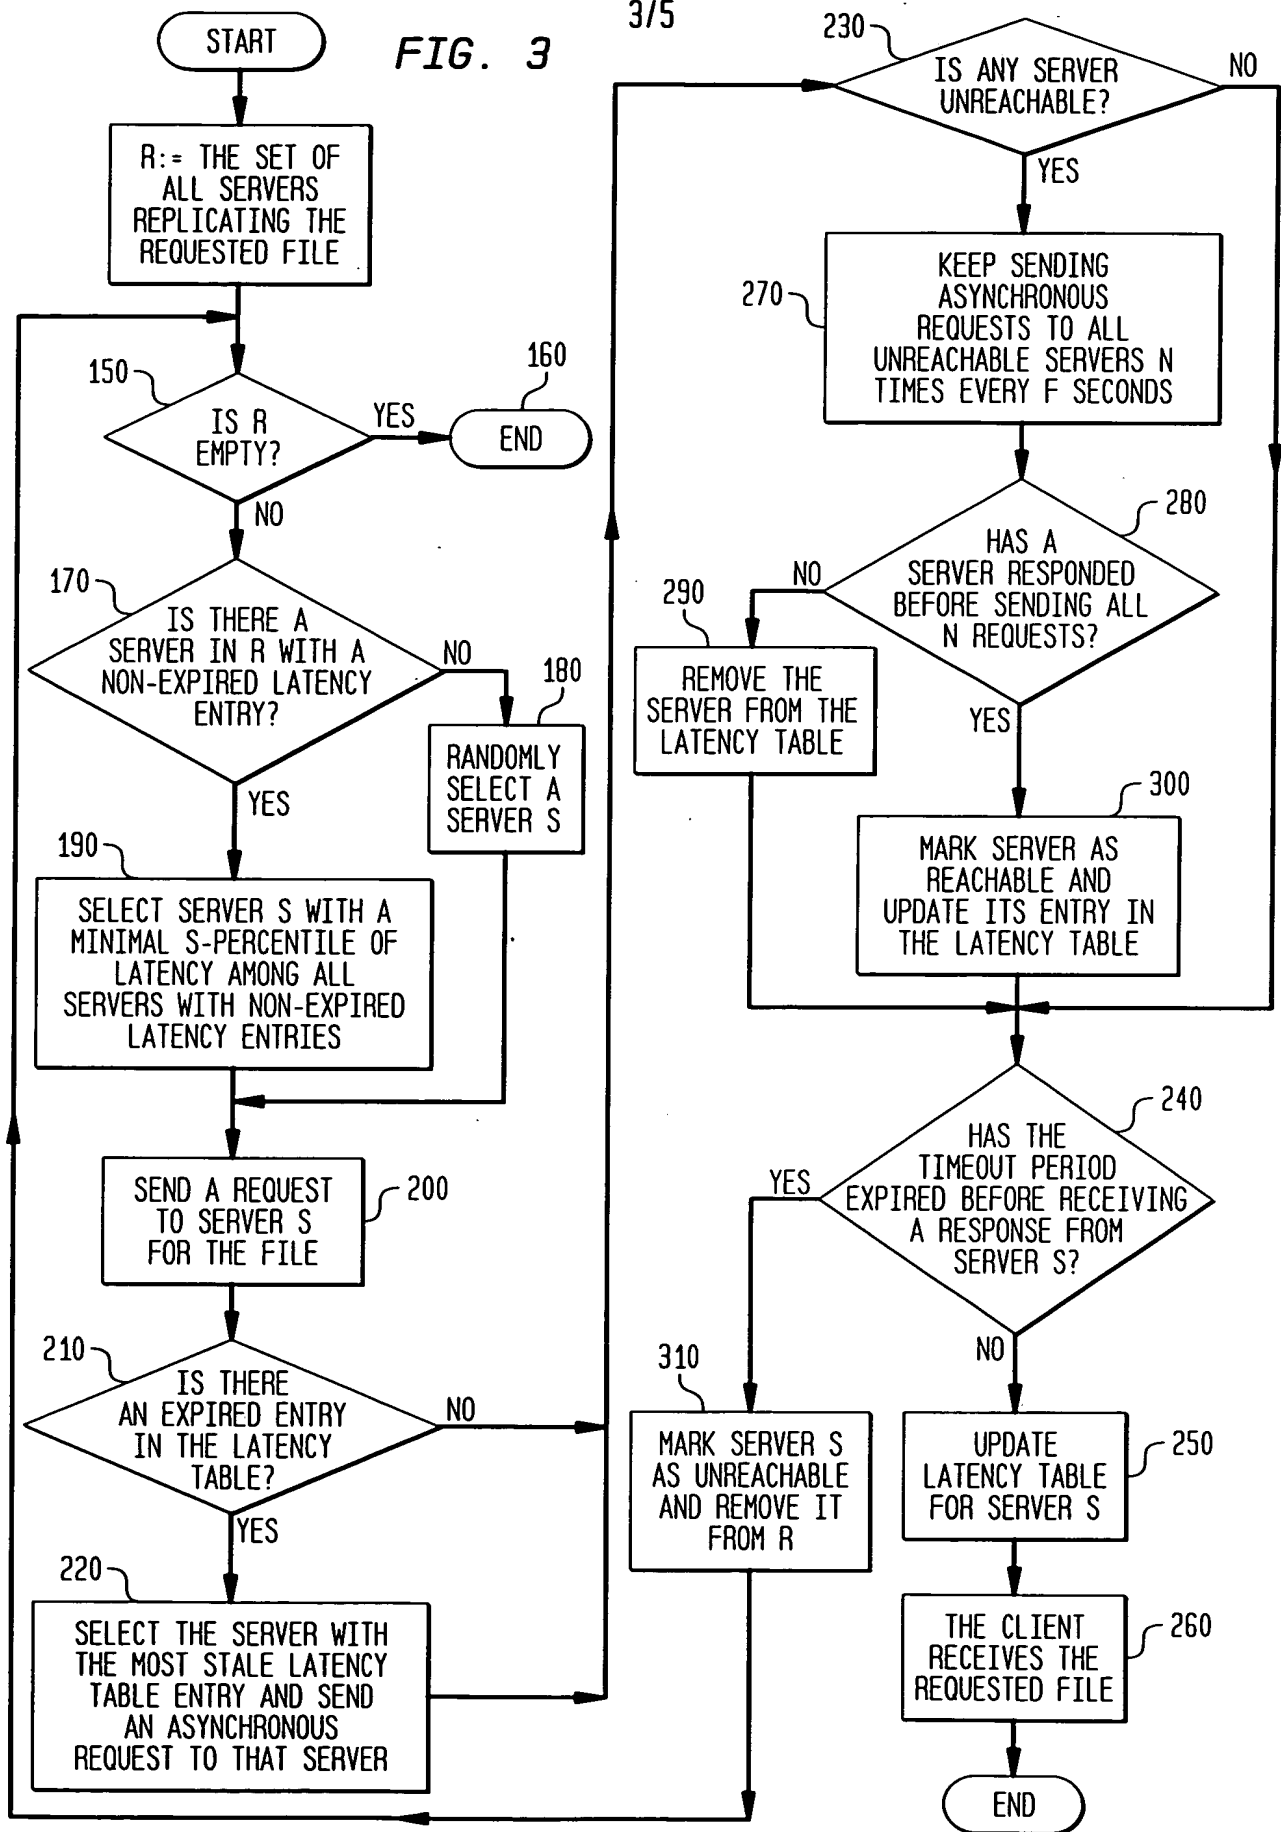 3/5
FIG. 3
START
R:= THE SET OF
ALL SERVERS
REPLICATING THE
REQUESTED FILE
150
IS R
EMPTY?
YES
160
END
NO
170
IS THERE A
SERVER IN R WITH A
NON-EXPIRED LATENCY
ENTRY?
NO
180
RANDOMLY
SELECT A
SERVER S
YES
190
SELECT SERVER S WITH A
MINIMAL S-PERCENTILE OF
LATENCY AMONG ALL
SERVERS WITH NON-EXPIRED
LATENCY ENTRIES
SEND A REQUEST
TO SERVER S
FOR THE FILE
200
210
IS THERE
AN EXPIRED ENTRY
IN THE LATENCY
TABLE?
NO
YES
220
SELECT THE SERVER WITH
THE MOST STALE LATENCY
TABLE ENTRY AND SEND
AN ASYNCHRONOUS
REQUEST TO THAT SERVER
230
IS ANY SERVER
UNREACHABLE?
NO
YES
270
KEEP SENDING
ASYNCHRONOUS
REQUESTS TO ALL
UNREACHABLE SERVERS N
TIMES EVERY F SECONDS
280
HAS A
SERVER RESPONDED
BEFORE SENDING ALL
N REQUESTS?
NO
290
REMOVE THE
SERVER FROM THE
LATENCY TABLE
YES
300
MARK SERVER AS
REACHABLE AND
UPDATE ITS ENTRY IN
THE LATENCY TABLE
240
HAS THE
TIMEOUT PERIOD
EXPIRED BEFORE RECEIVING
A RESPONSE FROM
SERVER S?
YES
310
MARK SERVER S
AS UNREACHABLE
AND REMOVE IT
FROM R
NO
UPDATE
LATENCY TABLE
FOR SERVER S
250
THE CLIENT
RECEIVES THE
REQUESTED FILE
260
END